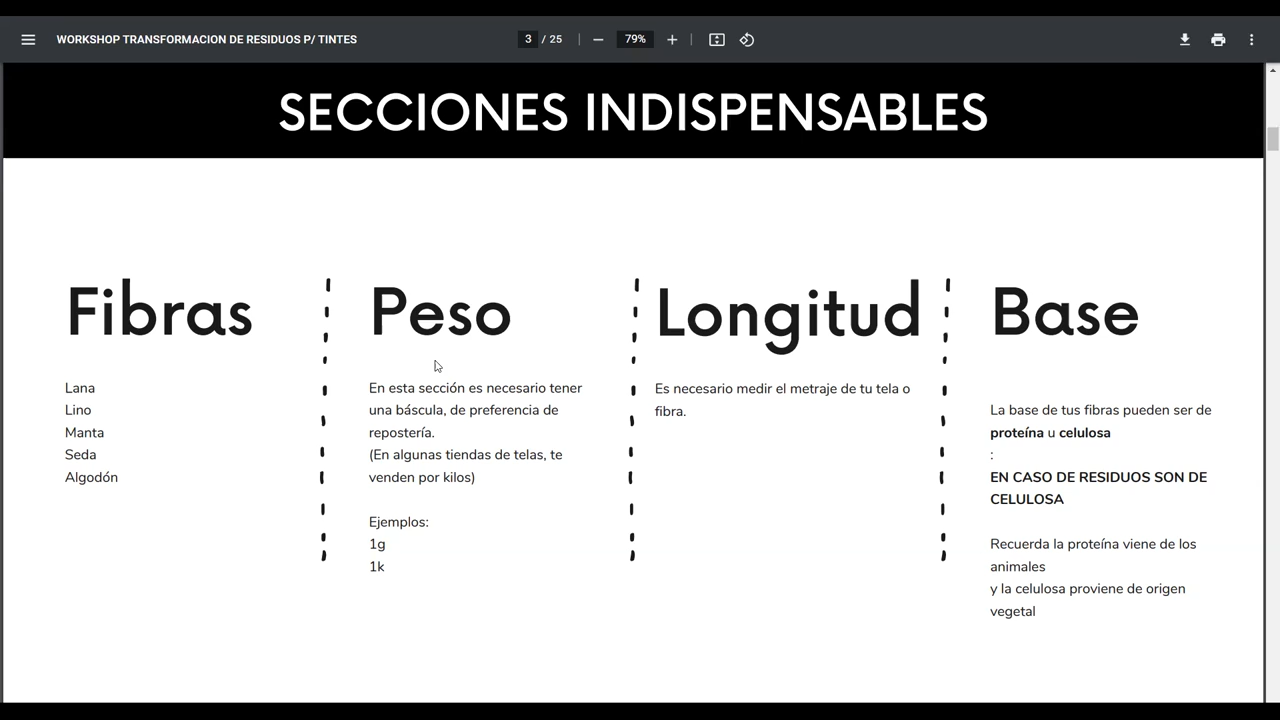 WORKSHOP TRANSFORMACION DE RESIDUOS P/ TINTES
3 / 25
79%
SECCIONES INDISPENSABLES
Fibras
Lana
Lino
Manta
Seda
Algodón
Peso
En esta sección es necesario tener
una báscula, de preferencia de
repostería.
(En algunas tiendas de telas, te
venden por kilos)
Ejemplos:
1g
1k
Longitud
Es necesario medir el metraje de tu tela o
fibra.
Base
La base de tus fibras pueden ser de
proteína u celulosa
:
EN CASO DE RESIDUOS SON DE
CELULOSA
Recuerda la proteína viene de los
animales
y la celulosa proviene de origen
vegetal